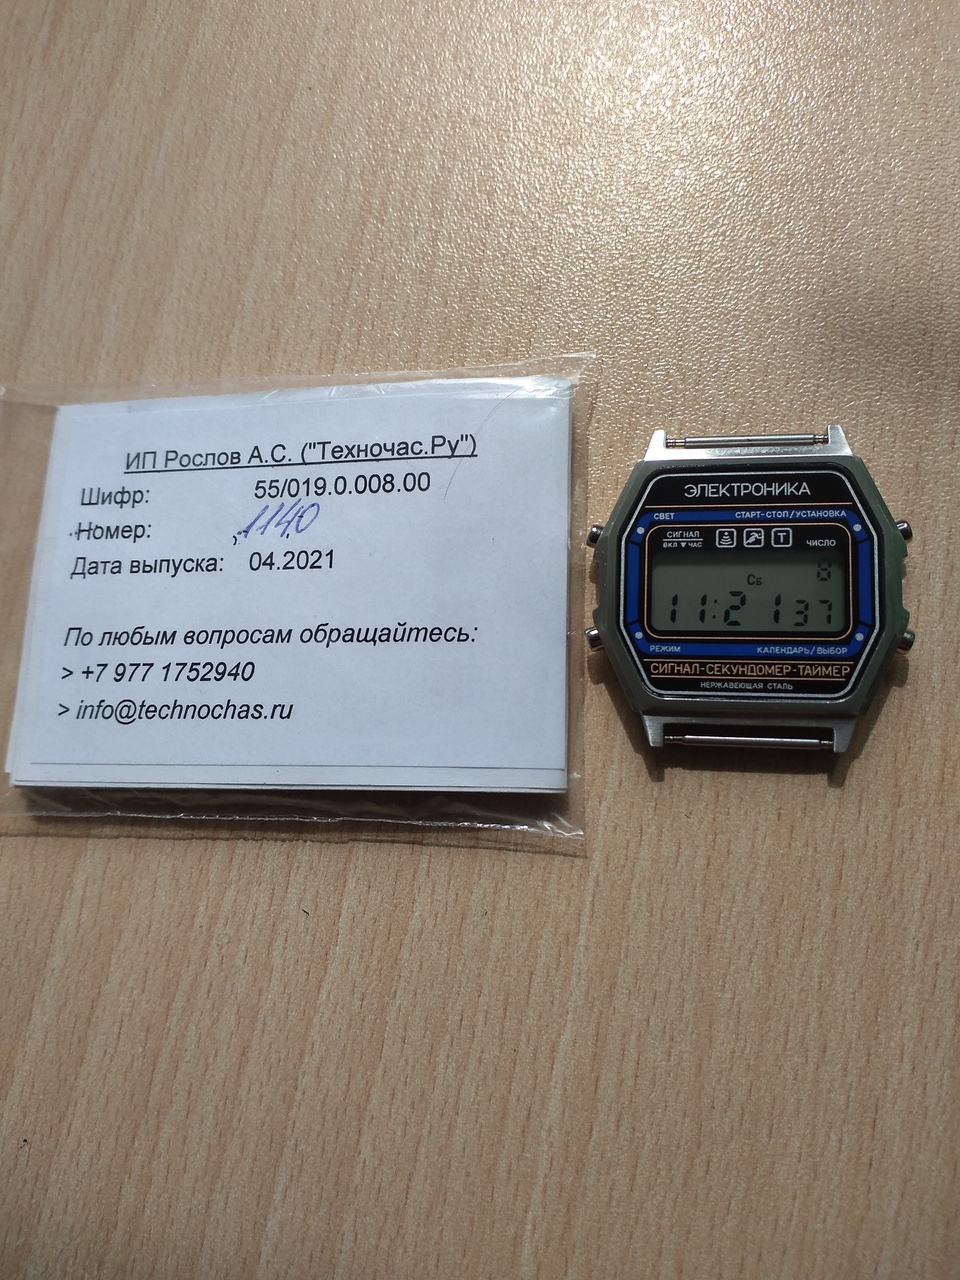 ИП Рослов А.С. ("Техночас.Ру")
Шифр: 55/019.0.008.00
Номер: 1140
Дата выпуска: 04.2021
По любым вопросам обращайтесь:
> +7 977 1752940
> info@technochas.ru
ЭЛЕКТРОНИКА
СВЕТ СТАРТ-СТОП/УСТАНОВКА
СИГНАЛ
ВКЛ ▼ ЧАС
Т
ЧИСЛО
8
Сб
11:21 37
РЕЖИМ КАЛЕНДАРЬ/ВЫБОР
СИГНАЛ-СЕКУНДОМЕР-ТАЙМЕР
НЕРЖАВЕЮЩАЯ СТАЛЬ